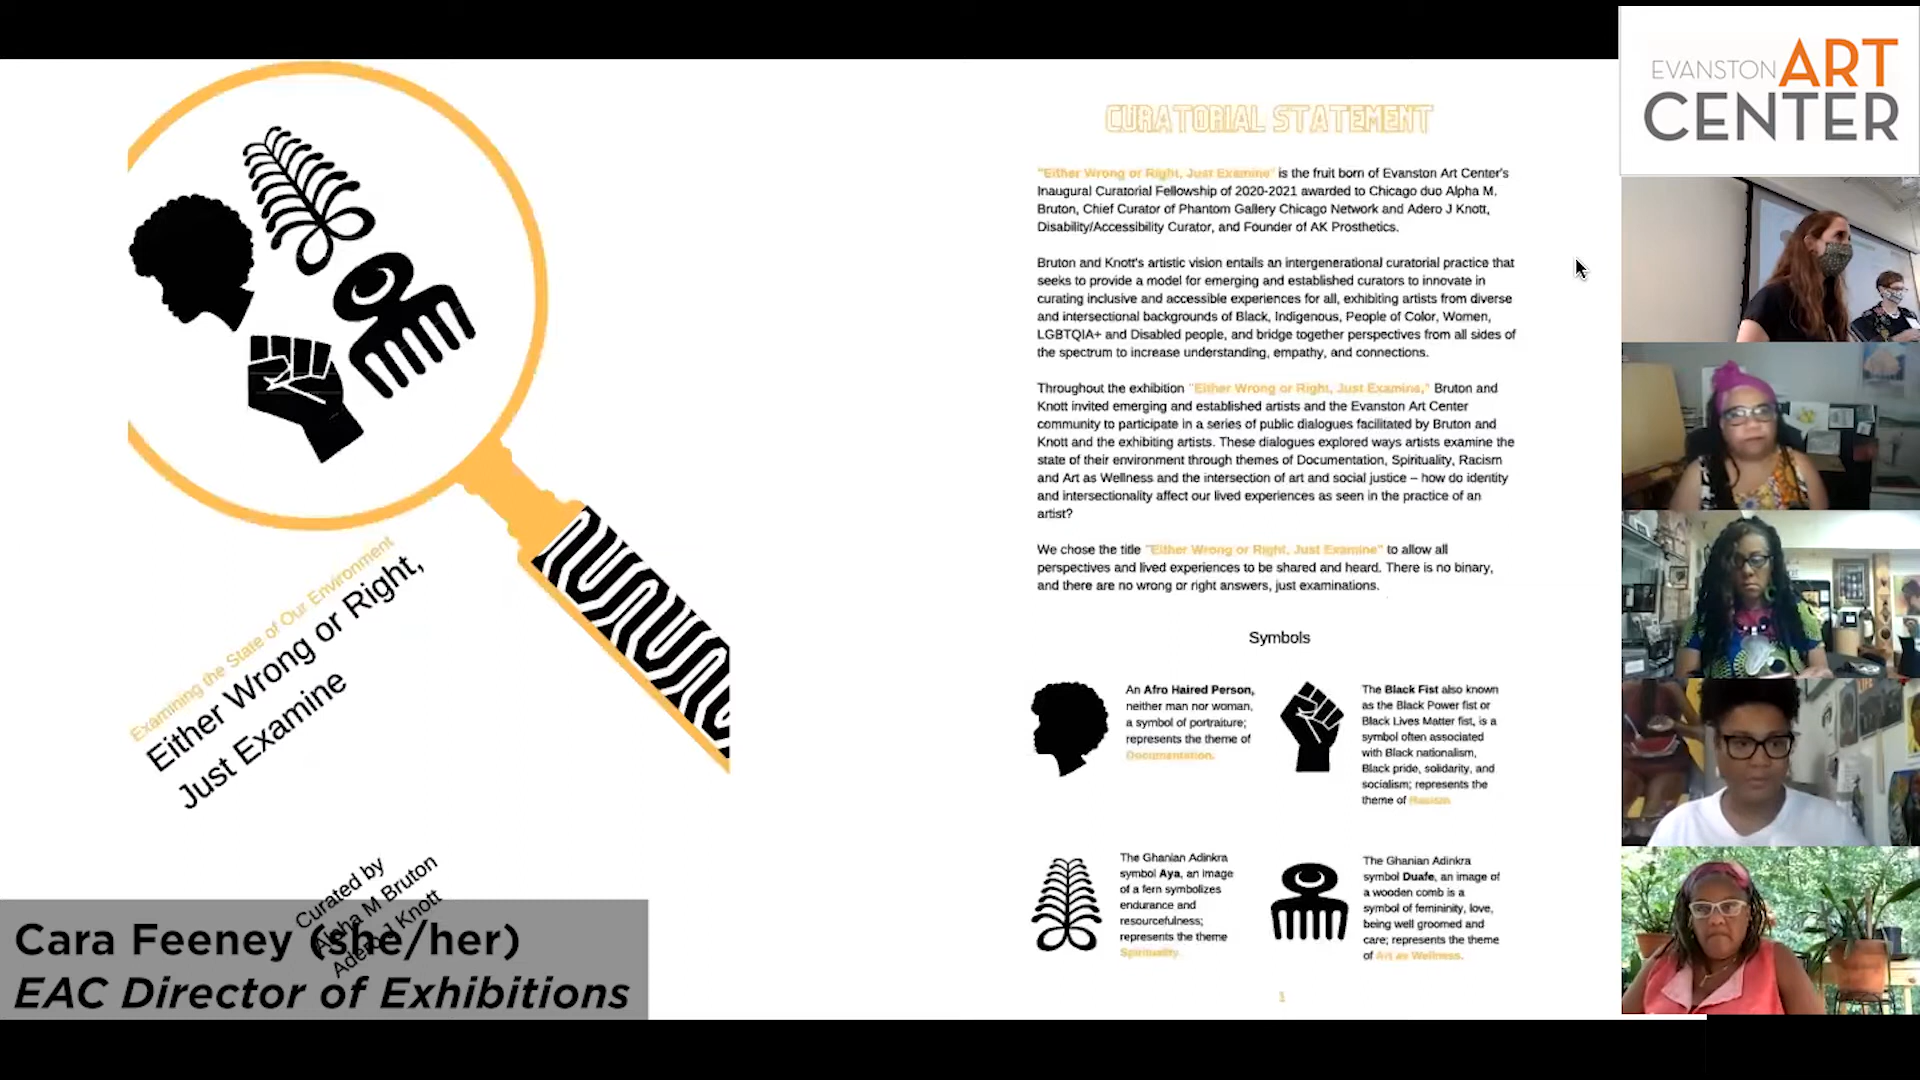 Examining the State of Our Environment
Either Wrong or Right,
Just Examine
Curated by
Alpha M Bruton
Adero J Knott
Cara Feeney (she/her)
EAC Director of Exhibitions
CURATORIAL STATEMENT
"Either Wrong or Right, Just Examine" is the fruit born of Evanston Art Center's
Inaugural Curatorial Fellowship of 2020-2021 awarded to Chicago duo Alpha M.
Bruton, Chief Curator of Phantom Gallery Chicago Network and Adero J Knott,
Disability/Accessibility Curator, and Founder of AK Prosthetics.
Bruton and Knott's artistic vision entails an intergenerational curatorial practice that
seeks to provide a model for emerging and established curators to innovate in
curating inclusive and accessible experiences for all, exhibiting artists from diverse
and intersectional backgrounds of Black, Indigenous, People of Color, Women,
LGBTQIA+ and Disabled people, and bridge together perspectives from all sides of
the spectrum to increase understanding, empathy, and connections.
Throughout the exhibition "Either Wrong or Right, Just Examine," Bruton and
Knott invited emerging and established artists and the Evanston Art Center
community to participate in a series of public dialogues facilitated by Bruton and
Knott and the exhibiting artists. These dialogues explored ways artists examine the
state of their environment through themes of Documentation, Spirituality, Racism
and Art as Wellness and the intersection of art and social justice – how do identity
and intersectionality affect our lived experiences as seen in the practice of an
artist?
We chose the title "Either Wrong or Right, Just Examine" to allow all
perspectives and lived experiences to be shared and heard. There is no binary,
and there are no wrong or right answers, just examinations.
Symbols
An Afro Haired Person,
neither man nor woman,
a symbol of portraiture;
represents the theme of
Documentation.
The Black Fist also known
as the Black Power fist or
Black Lives Matter fist, is a
symbol often associated
with Black nationalism,
Black pride, solidarity, and
socialism; represents the
theme of Racism
The Ghanian Adinkra
symbol Aya, an image
of a fern symbolizes
endurance and
resourcefulness;
represents the theme
Spirituality.
The Ghanian Adinkra
symbol Duafe, an image of
a wooden comb is a
symbol of femininity, love,
being well groomed and
care; represents the theme
of Art as Wellness.
1
EVANSTON ART
CENTER